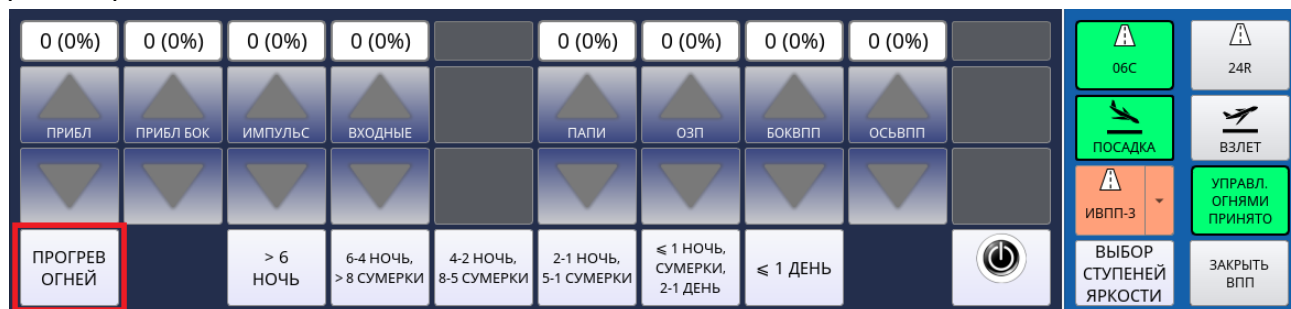 0 (0%) 0 (0%) 0 (0%) 0 (0%) 0 (0%) 0 (0%) 0 (0%) 0 (0%)
ПРИБЛ ПРИБЛ БОК ИМПУЛЬС ВХОДНЫЕ ПАПИ ОЗП БОКВПП ОСЬВПП
ПРОГРЕВ
ОГНЕЙ
> 6
НОЧЬ
6-4 НОЧЬ,
> 8 СУМЕРКИ
4-2 НОЧЬ,
8-5 СУМЕРКИ
2-1 НОЧЬ,
5-1 СУМЕРКИ
⩽ 1 НОЧЬ,
СУМЕРКИ,
2-1 ДЕНЬ
⩽ 1 ДЕНЬ
06C
24R
ПОСАДКА
ВЗЛЕТ
ИВПП-3
УПРАВЛ.
ОГНЯМИ
ПРИНЯТО
ВЫБОР
СТУПЕНЕЙ
ЯРКОСТИ
ЗАКРЫТЬ
ВПП